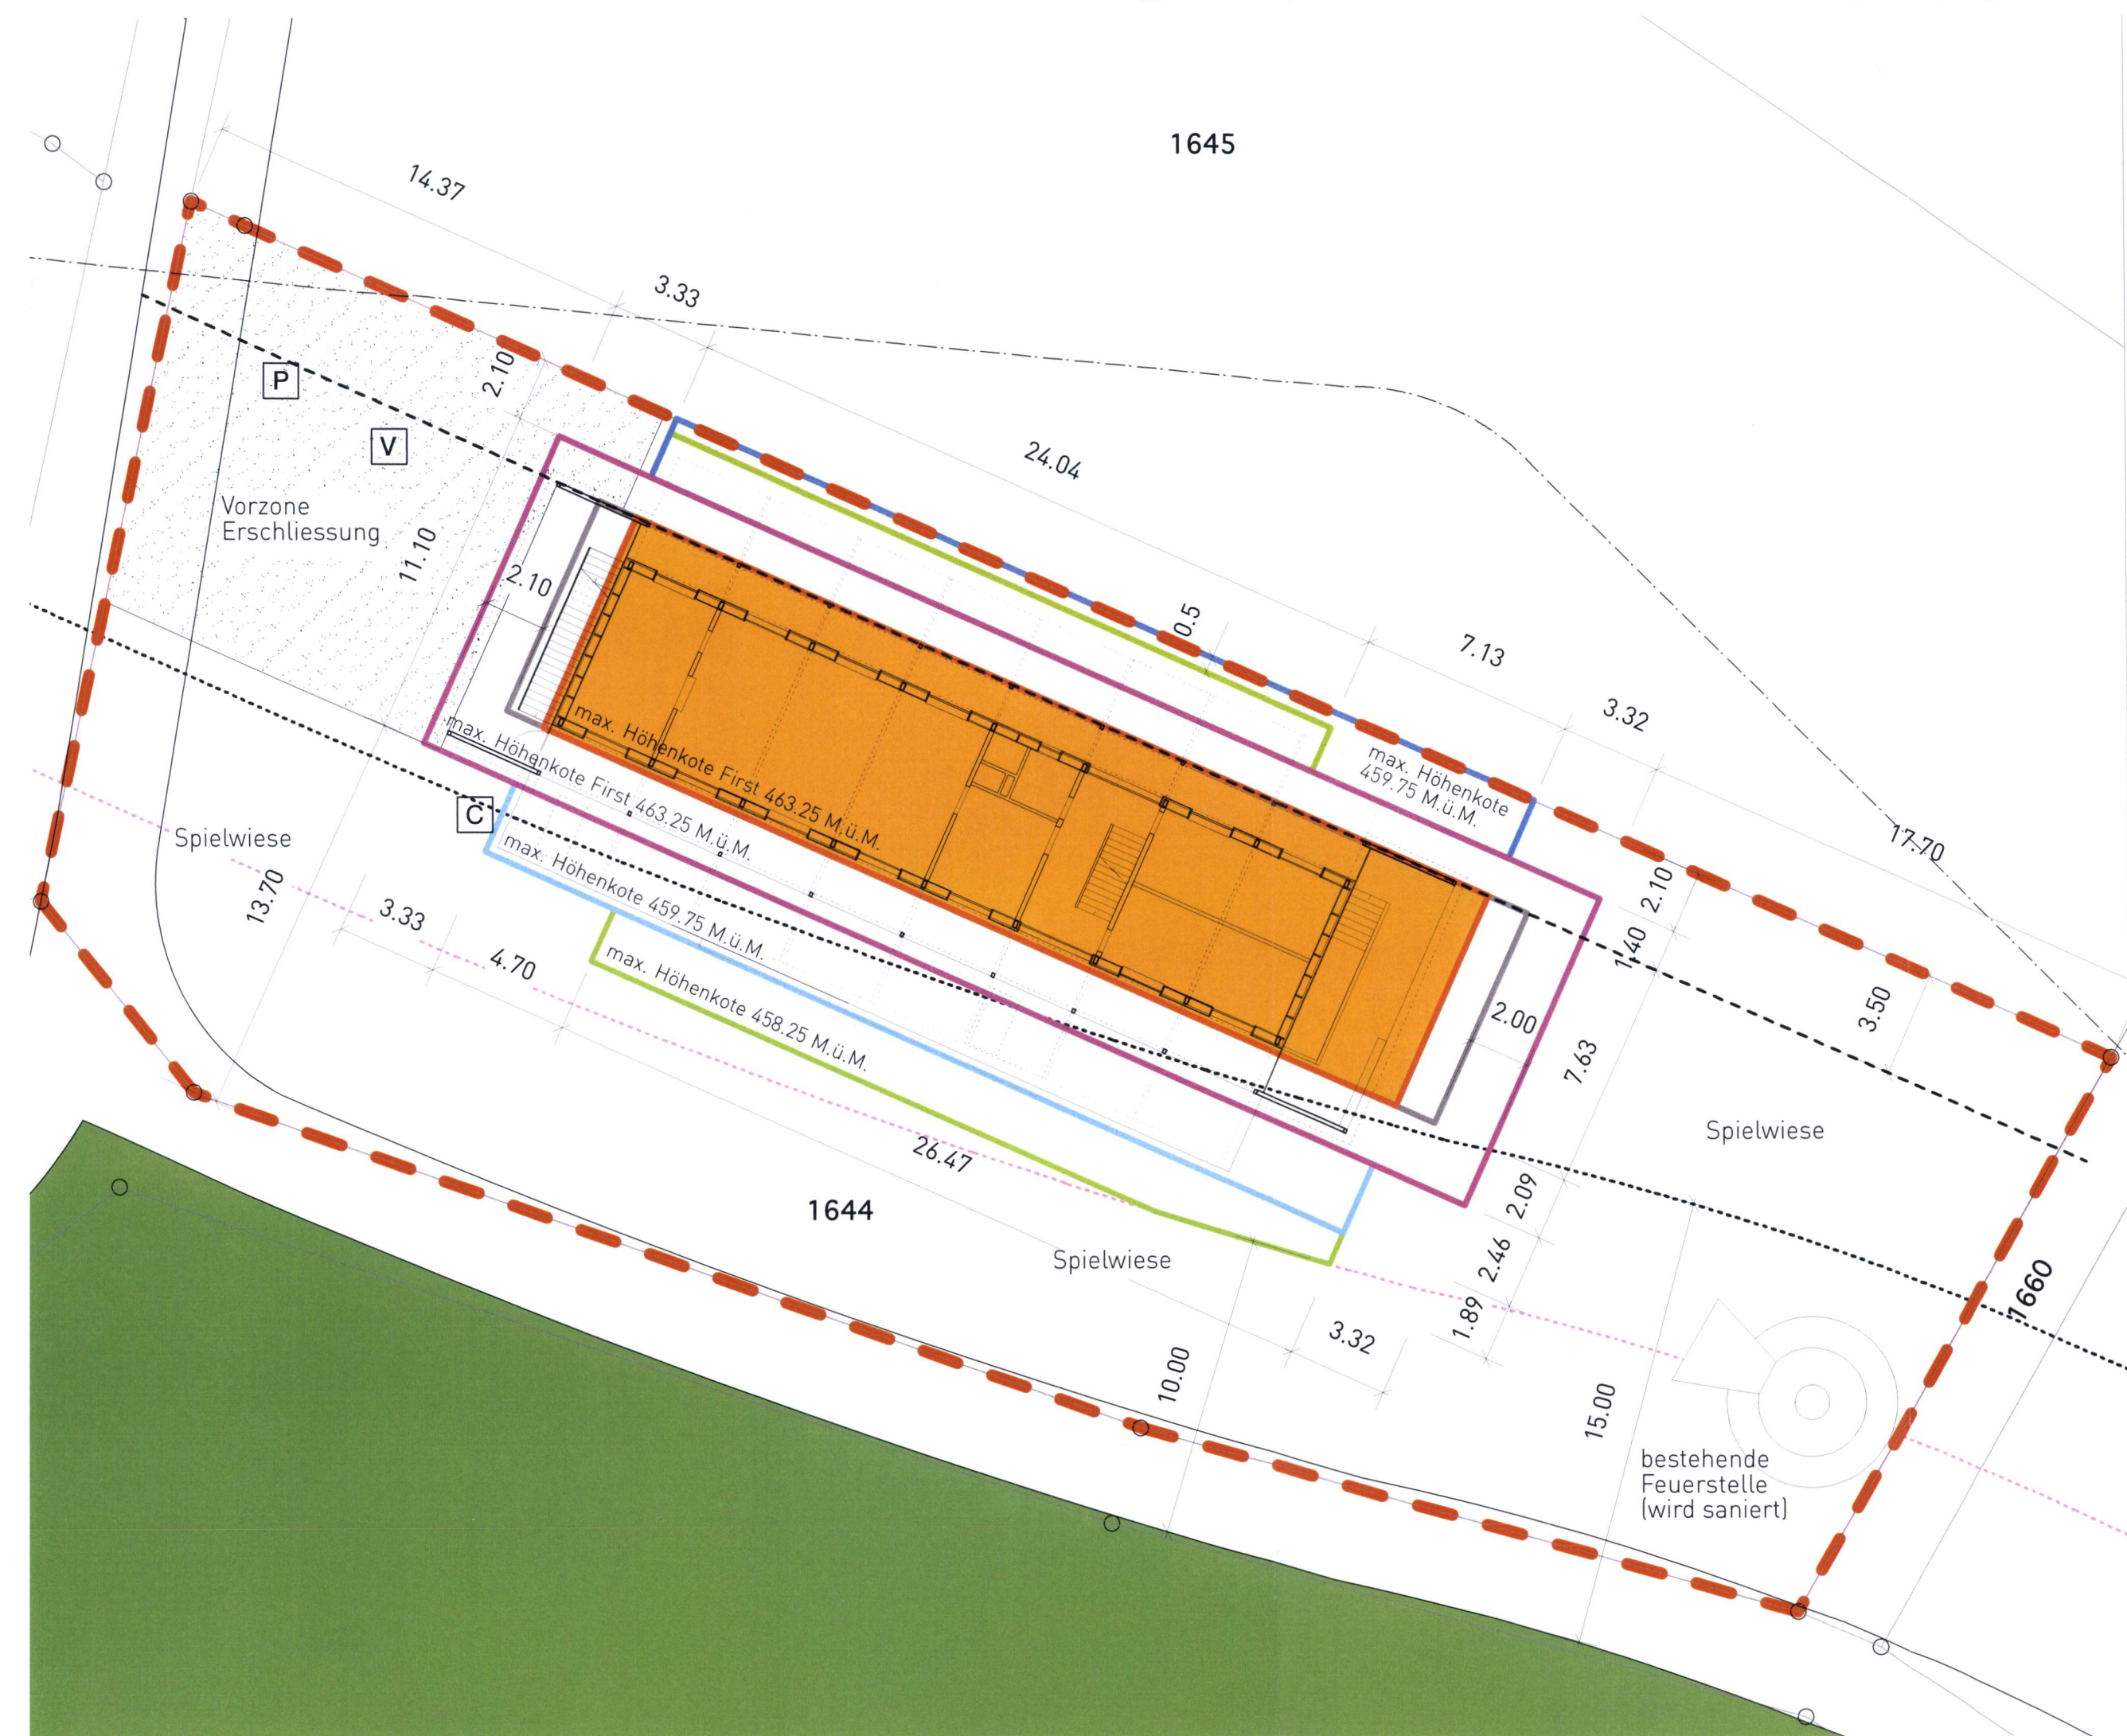 1645
14.37
3.33
P
2.10
V
24.04
Vorzone
Erschliessung
11.10
2.10
0.5
7.13
3.32
max. Höhenkote First 463.25 M.ü.M.
max. Höhenkote First 463.25 M.ü.M.
max. Höhenkote
459.75 M.ü.M.
C
Spielwiese
17.70
max. Höhenkote 459.75 M.ü.M.
2.10
13.70
3.33
1.40
4.70
max. Höhenkote 458.25 M.ü.M.
3.50
2.00
7.63
Spielwiese
26.47
1644
2.09
Spielwiese
2.46
1660
1.89
3.32
10.00
15.00
bestehende
Feuerstelle
(wird saniert)